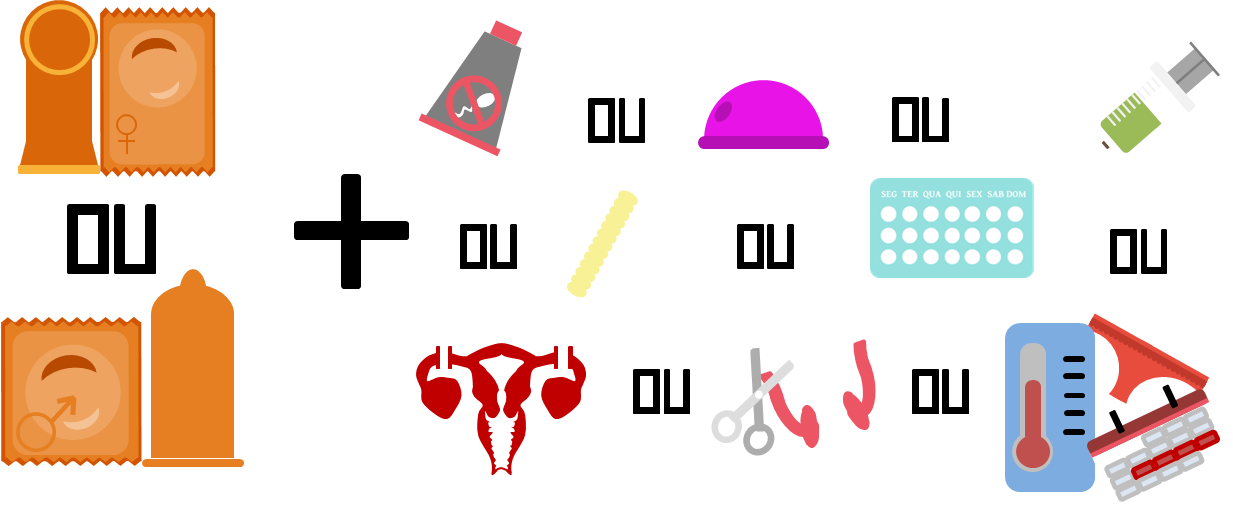 OU OU
SEG TER QUA QUI SEX SAB DOM
OU
OU OU OU
OU OU